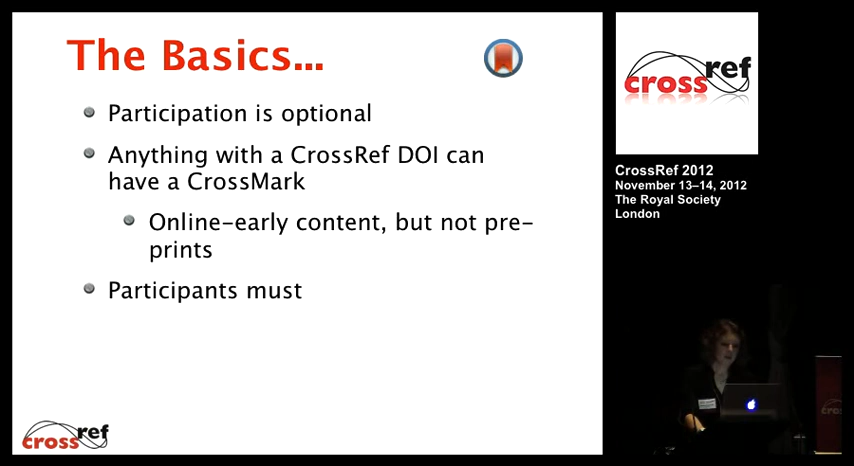 The Basics...
Participation is optional
Anything with a CrossRef DOI can
have a CrossMark
Online-early content, but not pre-
prints
Participants must
crossref
crossref
CrossRef 2012
November 13–14, 2012
The Royal Society
London